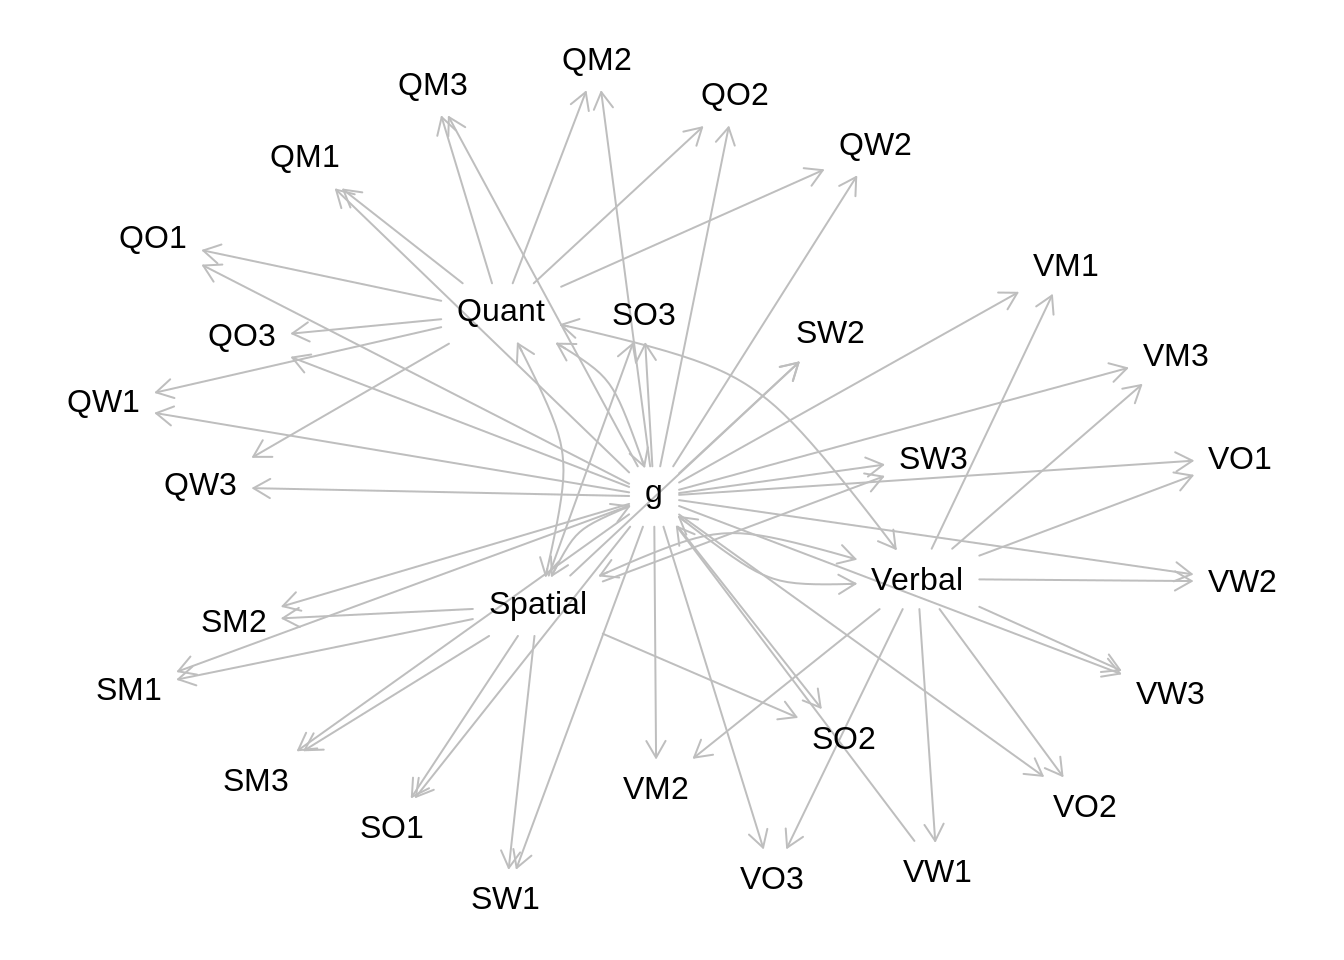 QM2
QM3
QO2
QW2
QM1
QO1
VM1
Quant
SO3
SW2
QO3
VM3
QW1
SW3
VO1
QW3
g
Verbal
VW2
Spatial
SM2
SM1
VW3
SO2
SM3
VM2
VO2
SO1
VW1
VO3
SW1